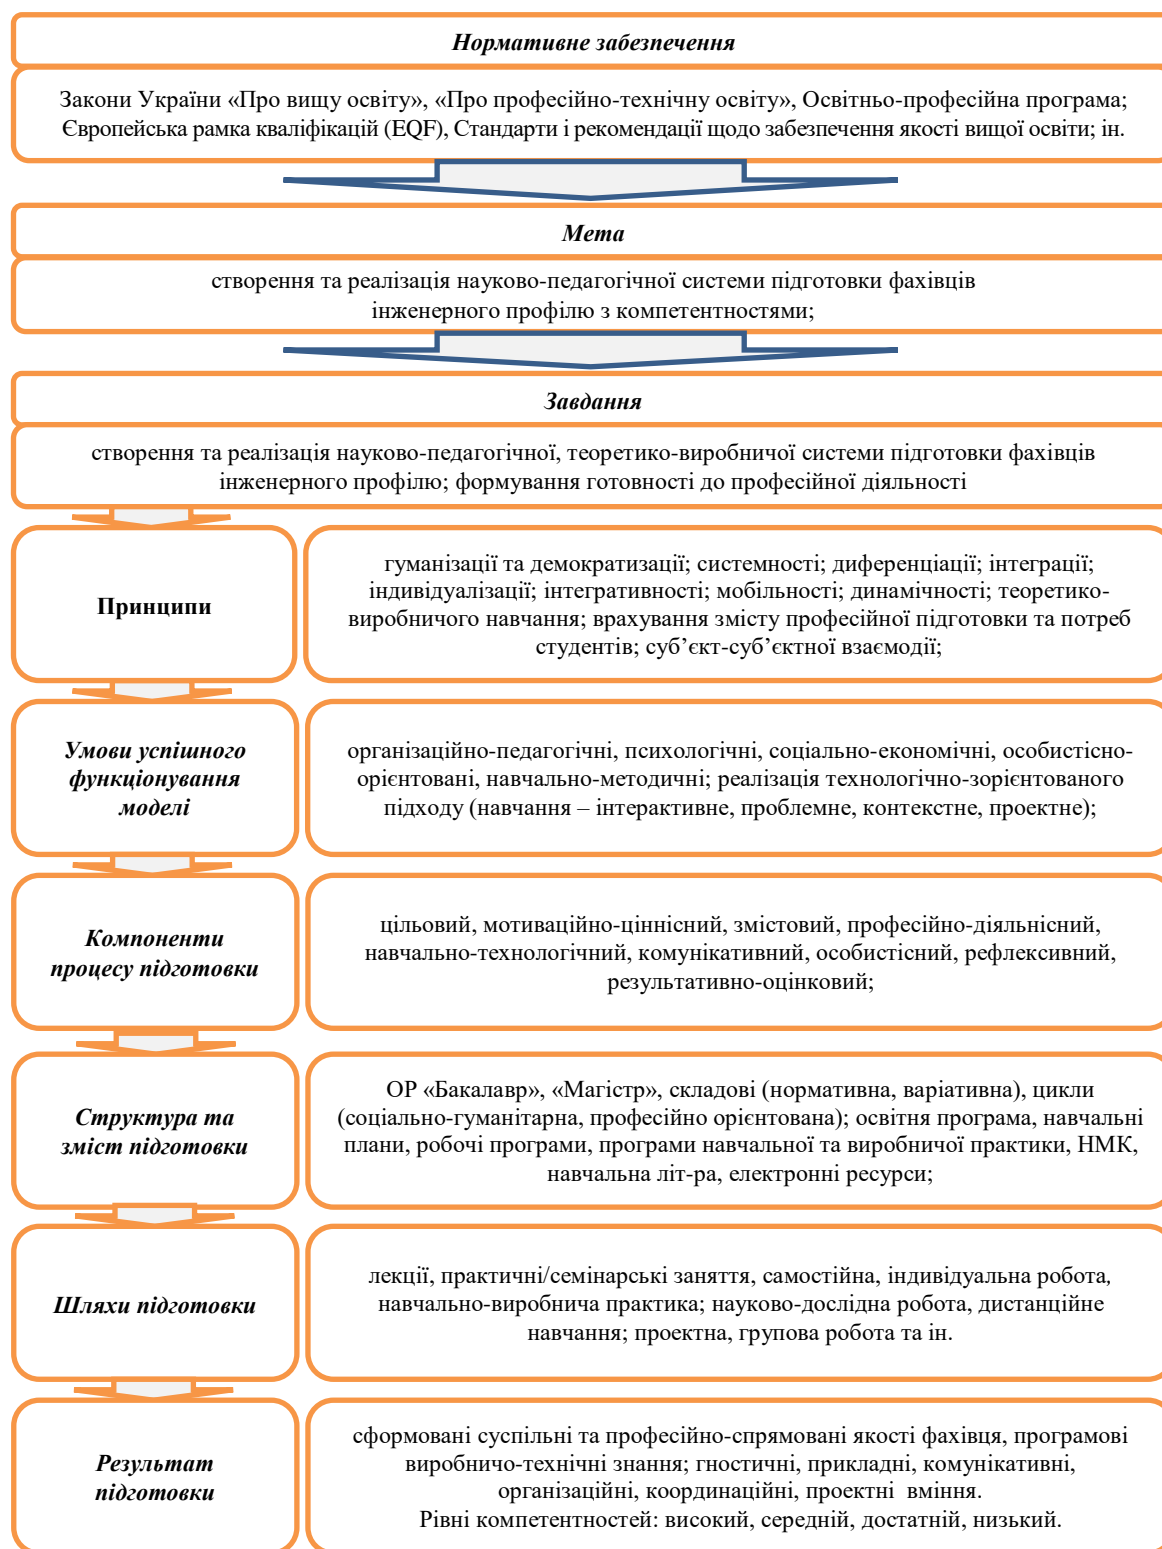 Нормативне забезпечення
Закони України «Про вищу освіту», «Про професійно-технічну освіту», Освітньо-професійна програма;
Європейська рамка кваліфікацій (EQF), Стандарти і рекомендації щодо забезпечення якості вищої освіти; ін.
Мета
створення та реалізація науково-педагогічної системи підготовки фахівців
інженерного профілю з компетентностями;
Завдання
створення та реалізація науково-педагогічної, теоретико-виробничої системи підготовки фахівців
інженерного профілю; формування готовності до професійної діяльності
Принципи
гуманізації та демократизації; системності; диференціації; інтеграції;
індивідуалізації; інтегративності; мобільності; динамічності; теоретико-
виробничого навчання; врахування змісту професійної підготовки та потреб
студентів; суб’єкт-суб’єктної взаємодії;
Умови успішного
функціонування
моделі
організаційно-педагогічні, психологічні, соціально-економічні, особистісно-
орієнтовані, навчально-методичні; реалізація технологічно-зорієнтованого
підходу (навчання – інтерактивне, проблемне, контекстне, проектне);
Компоненти
процесу підготовки
цільовий, мотиваційно-ціннісний, змістовий, професійно-діяльнісний,
навчально-технологічний, комунікативний, особистісний, рефлексивний,
результативно-оцінковий;
Структура та
зміст підготовки
ОР «Бакалавр», «Магістр», складові (нормативна, варіативна), цикли
(соціально-гуманітарна, професійно орієнтована); освітня програма, навчальні
плани, робочі програми, програми навчальної та виробничої практики, НМК,
навчальна літ-ра, електронні ресурси;
Шляхи підготовки
лекції, практичні/семінарські заняття, самостійна, індивідуальна робота,
навчально-виробнича практика; науково-дослідна робота, дистанційне
навчання; проектна, групова робота та ін.
Результат
підготовки
сформовані суспільні та професійно-спрямовані якості фахівця, програмові
виробничо-технічні знання; гностичні, прикладні, комунікативні,
організаційні, координаційні, проектні вміння.
Рівні компетентностей: високий, середній, достатній, низький.